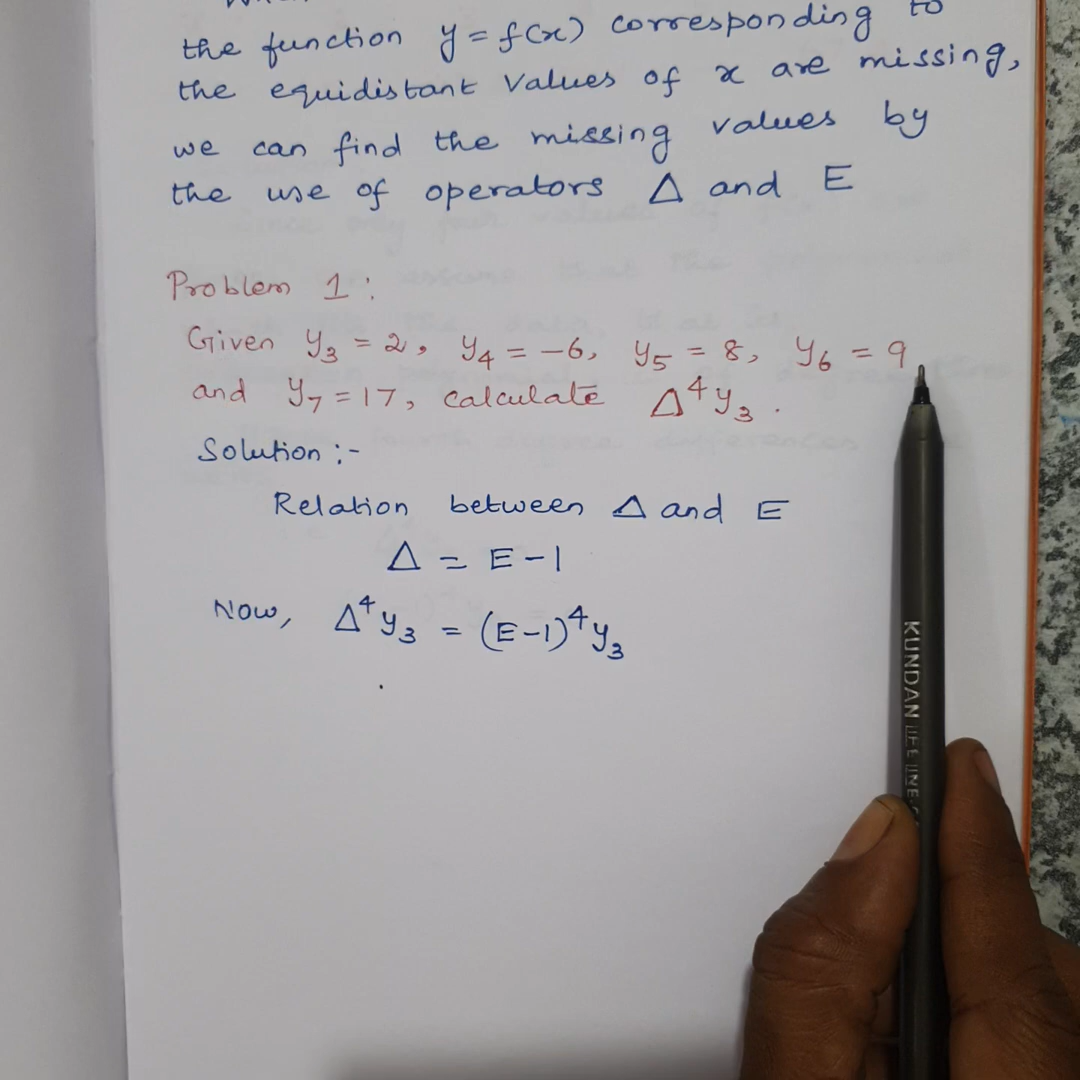 the function y = f(x) corresponding to
the equidistant values of x are missing,
we can find the missing values by
the use of operators Δ and E
Problem 1 :
Given y₃ = 2, y₄ = -6, y₅ = 8, y₆ = 9
and y₇ = 17, calculate Δ⁴y₃.
Solution :-
Relation between Δ and E
Δ = E - 1
Now, Δ⁴y₃ = (E-1)⁴y₃
KUNDAN